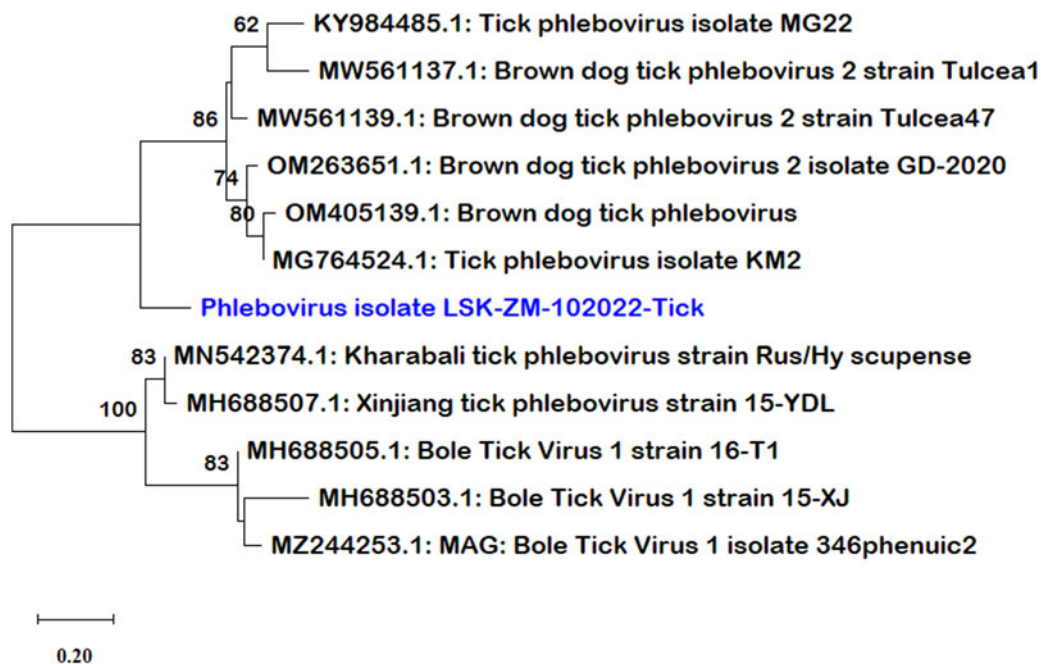 62
KY984485.1: Tick phlebovirus isolate MG22
MW561137.1: Brown dog tick phlebovirus 2 strain Tulcea1
86
MW561139.1: Brown dog tick phlebovirus 2 strain Tulcea47
74
OM263651.1: Brown dog tick phlebovirus 2 isolate GD-2020
80
OM405139.1: Brown dog tick phlebovirus
MG764524.1: Tick phlebovirus isolate KM2
Phlebovirus isolate LSK-ZM-102022-Tick
83
MN542374.1: Kharabali tick phlebovirus strain Rus/Hy scupense
MH688507.1: Xinjiang tick phlebovirus strain 15-YDL
100
MH688505.1: Bole Tick Virus 1 strain 16-T1
83
MH688503.1: Bole Tick Virus 1 strain 15-XJ
MZ244253.1: MAG: Bole Tick Virus 1 isolate 346phenuic2
0.20